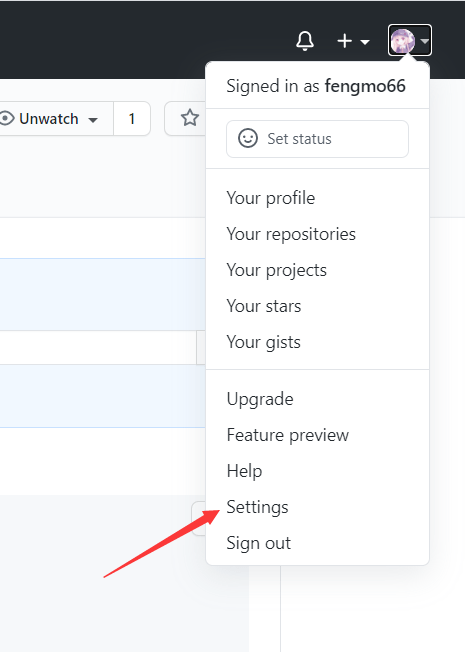 Signed in as fengmo66
Unwatch 1
Set status
Your profile
Your repositories
Your projects
Your stars
Your gists
Upgrade
Feature preview
Help
Settings
Sign out